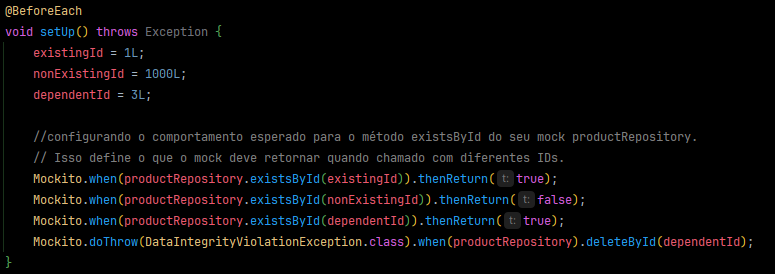 @BeforeEach
void setUp() throws Exception {
existingId = 1L;
nonExistingId = 1000L;
dependentId = 3L;
//configurando o comportamento esperado para o método existsById do seu mock productRepository.
// Isso define o que o mock deve retornar quando chamado com diferentes IDs.
Mockito.when(productRepository.existsById(existingId)).thenReturn( t: true);
Mockito.when(productRepository.existsById(nonExistingId)).thenReturn( t: false);
Mockito.when(productRepository.existsById(dependentId)).thenReturn( t: true);
Mockito.doThrow(DataIntegrityViolationException.class).when(productRepository).deleteById(dependentId);
}